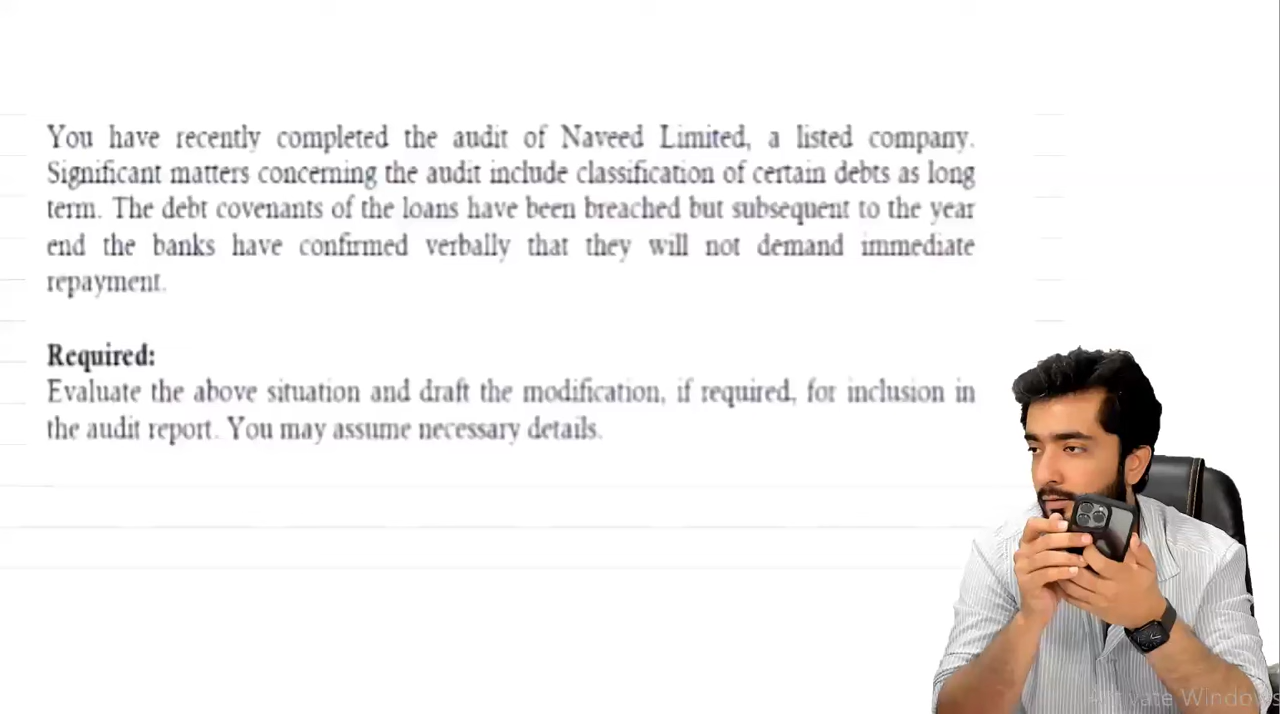 You have recently completed the audit of Naveed Limited, a listed company.
Significant matters concerning the audit include classification of certain debts as long
term. The debt covenants of the loans have been breached but subsequent to the year
end the banks have confirmed verbally that they will not demand immediate
repayment.
Required:
Evaluate the above situation and draft the modification, if required, for inclusion in
the audit report. You may assume necessary details.
Activate Windows